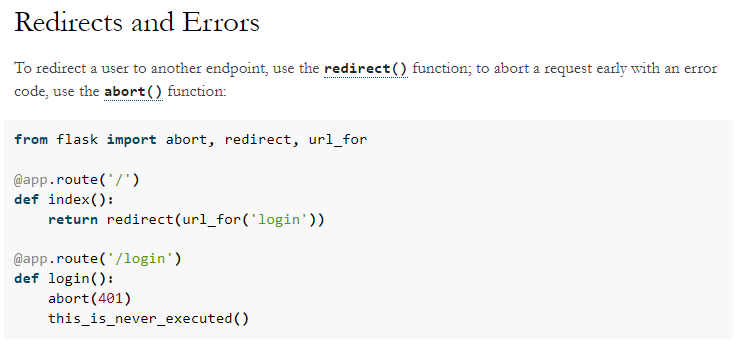 Redirects and Errors
To redirect a user to another endpoint, use the redirect() function; to abort a request early with an error
code, use the abort() function:
from flask import abort, redirect, url_for
@app.route('/')
def index():
    return redirect(url_for('login'))
@app.route('/login')
def login():
    abort(401)
    this_is_never_executed()